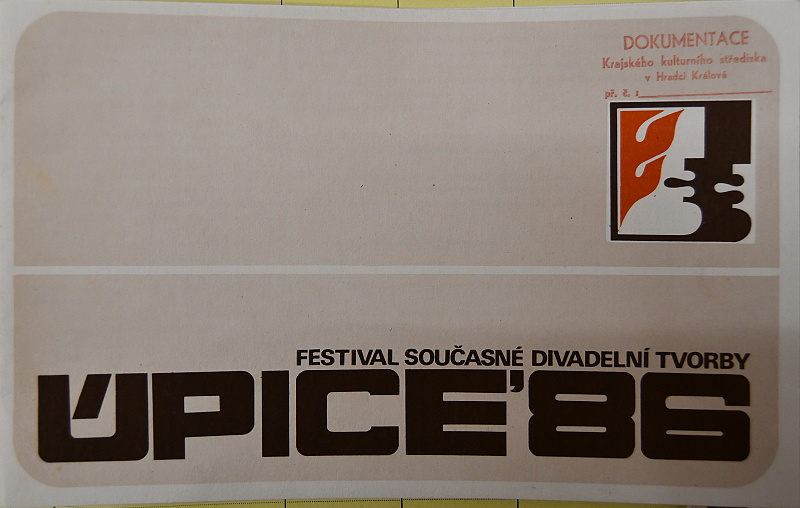 DOKUMENTACE
Krajského kulturního střediska
v Hradci Králové
př. č. :
FESTIVAL SOUČASNÉ DIVADELNÍ TVORBY
ÚPICE'86